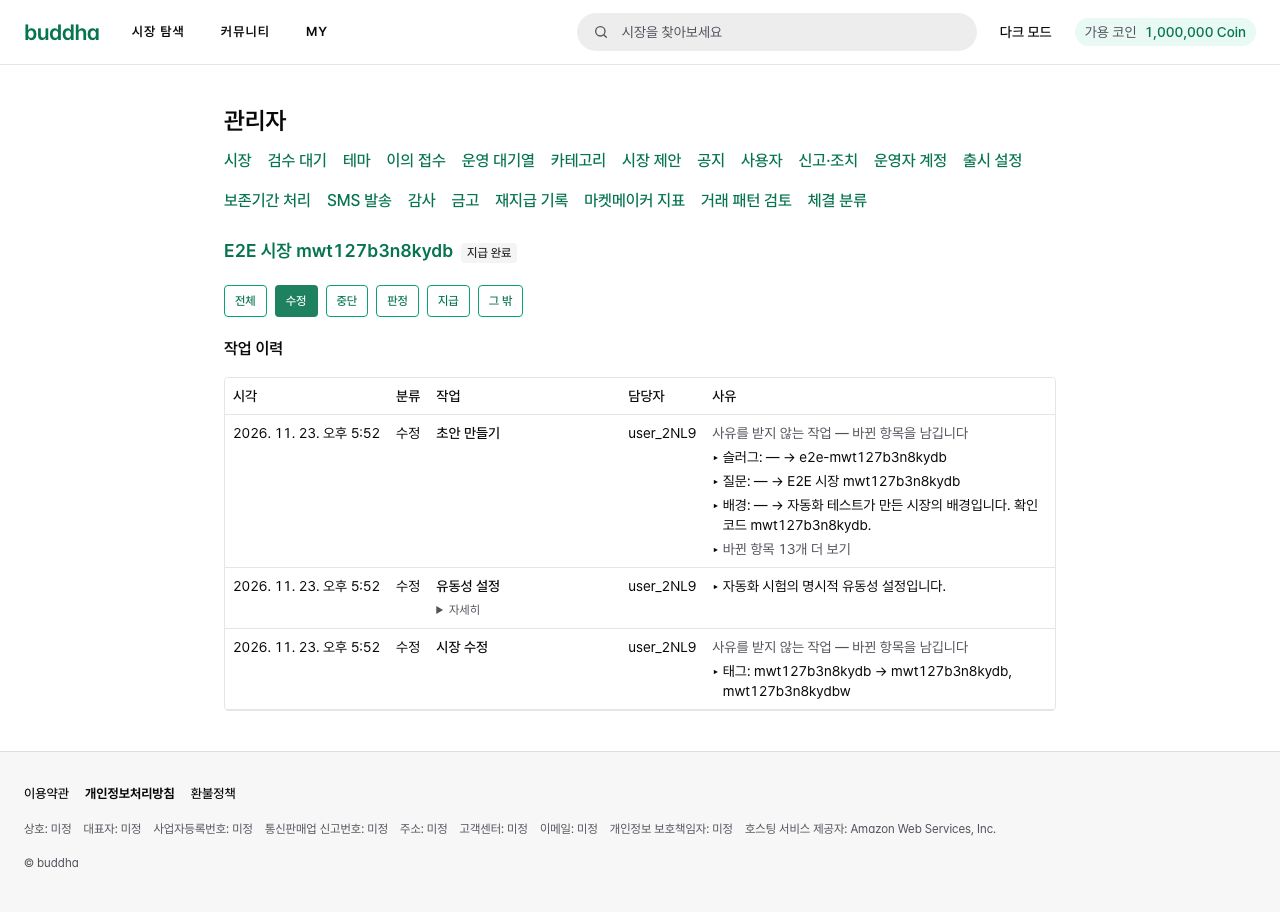 buddha 시장 탐색 커뮤니티 MY 시장을 찾아보세요 다크 모드 가용 코인 1,000,000 Coin
관리자
시장 검수 대기 테마 이의 접수 운영 대기열 카테고리 시장 제안 공지 사용자 신고·조치 운영자 계정 출시 설정
보존기간 처리 SMS 발송 감사 금고 재지급 기록 마켓메이커 지표 거래 패턴 검토 체결 분류
E2E 시장 mwt127b3n8kydb 지급 완료
전체 수정 중단 판정 지급 그 밖
작업 이력
시각 분류 작업 담당자 사유
2026. 11. 23. 오후 5:52 수정 초안 만들기 user_2NL9 사유를 받지 않는 작업 — 바뀐 항목을 남깁니다
‣ 슬러그: — → e2e-mwt127b3n8kydb
‣ 질문: — → E2E 시장 mwt127b3n8kydb
‣ 배경: — → 자동화 테스트가 만든 시장의 배경입니다. 확인
코드 mwt127b3n8kydb.
‣ 바뀐 항목 13개 더 보기
2026. 11. 23. 오후 5:52 수정 유동성 설정 user_2NL9 ‣ 자동화 시험의 명시적 유동성 설정입니다.
▶ 자세히
2026. 11. 23. 오후 5:52 수정 시장 수정 user_2NL9 사유를 받지 않는 작업 — 바뀐 항목을 남깁니다
‣ 태그: mwt127b3n8kydb → mwt127b3n8kydb,
mwt127b3n8kydbw
이용약관 개인정보처리방침 환불정책
상호: 미정 대표자: 미정 사업자등록번호: 미정 통신판매업 신고번호: 미정 주소: 미정 고객센터: 미정 이메일: 미정 개인정보 보호책임자: 미정 호스팅 서비스 제공자: Amazon Web Services, Inc.
© buddha